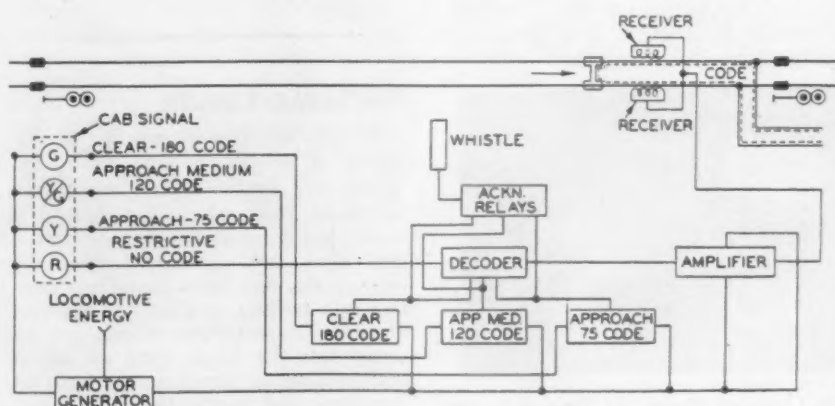 RECEIVER
CODE
RECEIVER
CAB SIGNAL
G
CLEAR-180 CODE
WHISTLE
Y/G
APPROACH MEDIUM
120 CODE
ACKN.
RELAYS
Y
APPROACH-75 CODE
RESTRICTIVE
NO CODE
R
DECODER
AMPLIFIER
LOCOMOTIVE
ENERGY
CLEAR
180 CODE
APP MED
120 CODE
APPROACH
75 CODE
MOTOR
GENERATOR